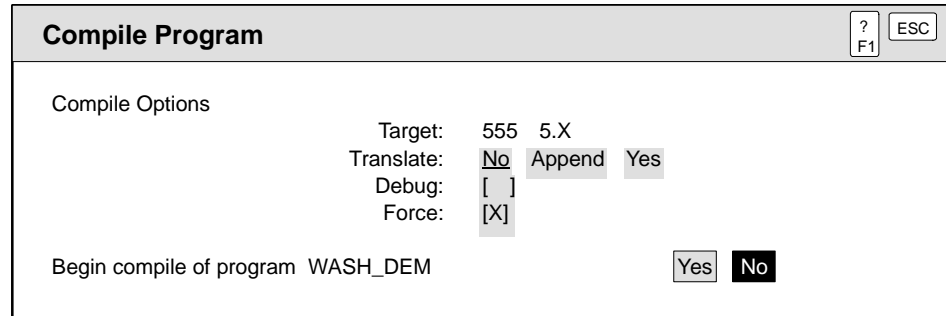 Compile Program ? F1 ESC
Compile Options
Target: 555 5.X
Translate: No Append Yes
Debug: [ ]
Force: [X]
Begin compile of program WASH_DEM Yes No